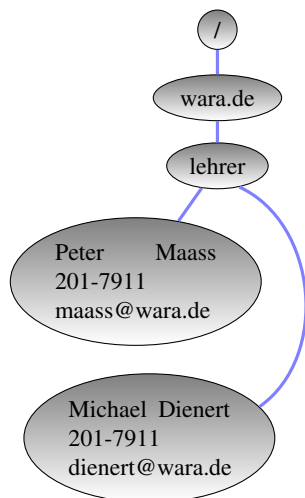 /
wara.de
lehrer
Peter Maass
201-7911
maass@wara.de
Michael Dienert
201-7911
dienert@wara.de